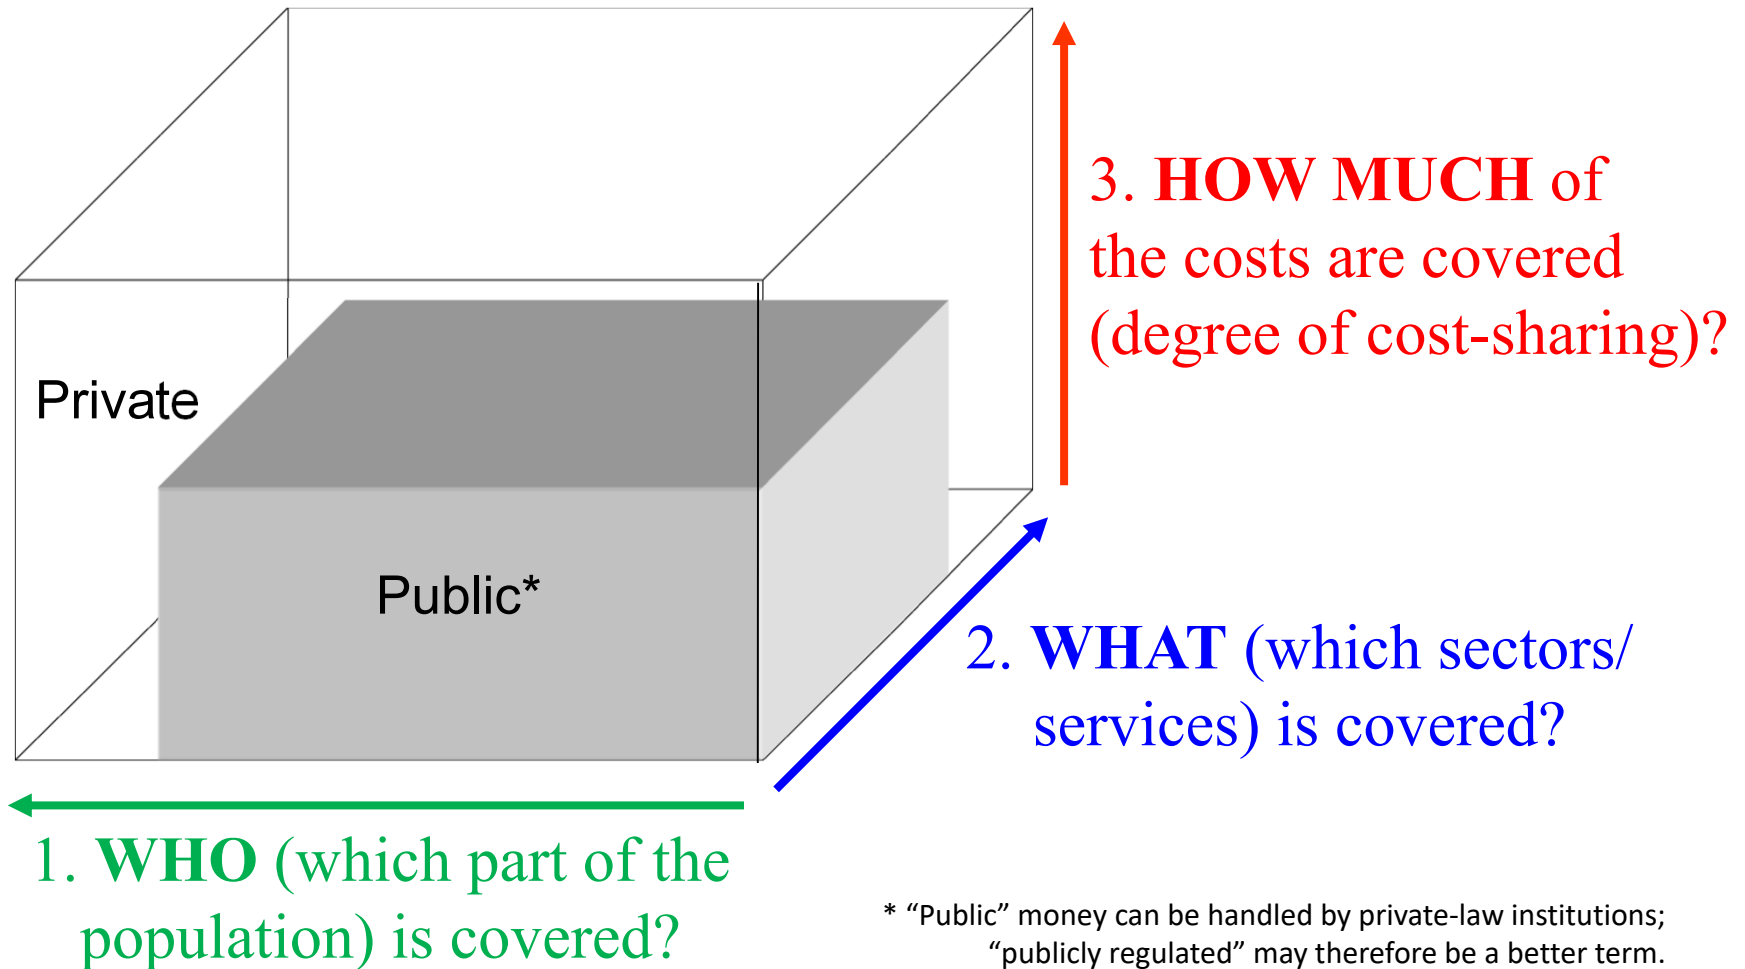 3. HOW MUCH of
the costs are covered
(degree of cost-sharing)?
Private
Public*
2. WHAT (which sectors/
services) is covered?
1. WHO (which part of the
population) is covered?
* “Public” money can be handled by private-law institutions;
“publicly regulated” may therefore be a better term.